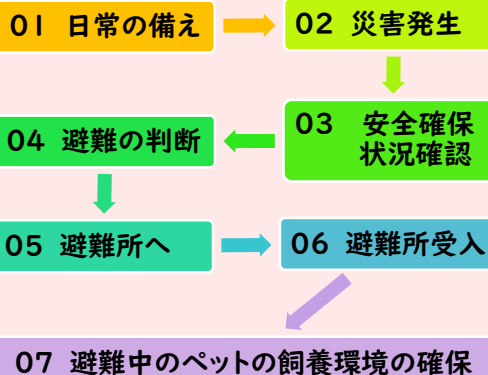 01 日常の備え
02 災害発生
03 安全確保
状況確認
04 避難の判断
05 避難所へ
06 避難所受入
07 避難中のペットの飼養環境の確保